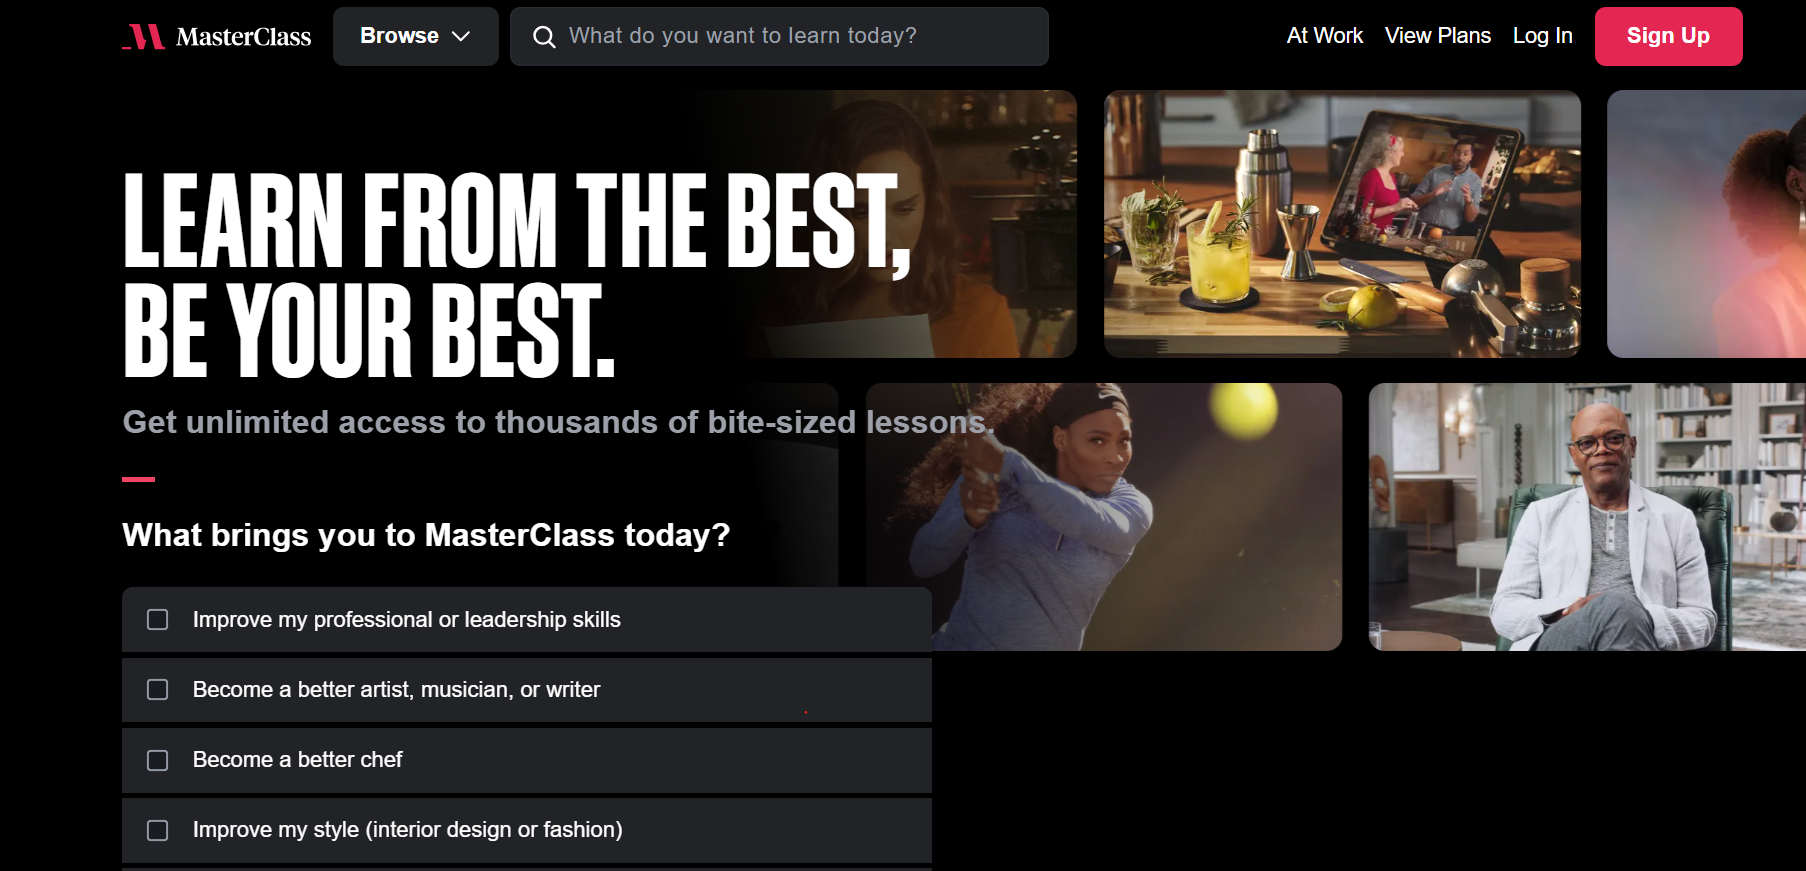 MasterClass
Browse
What do you want to learn today?
At Work
View Plans
Log In
Sign Up
LEARN FROM THE BEST,
BE YOUR BEST.
Get unlimited access to thousands of bite-sized lessons.
What brings you to MasterClass today?
Improve my professional or leadership skills
Become a better artist, musician, or writer
Become a better chef
Improve my style (interior design or fashion)